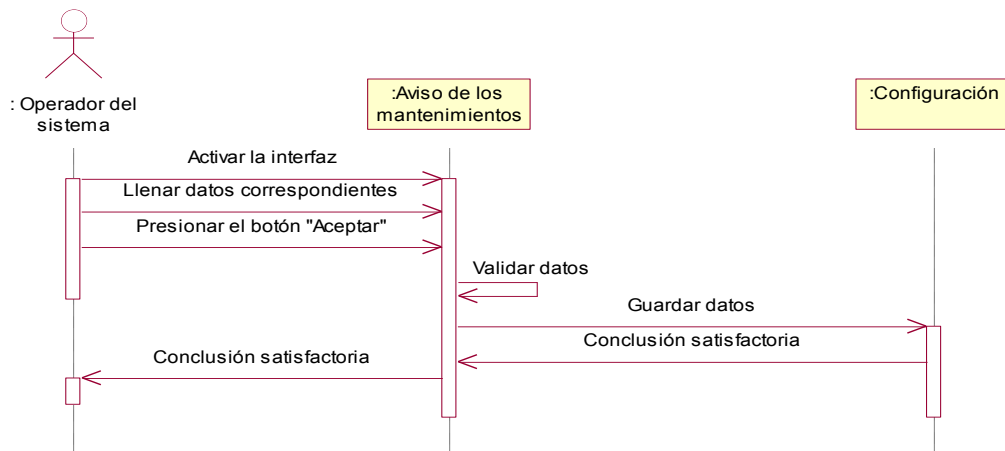 : Operador del
sistema
:Aviso de los
mantenimientos
:Configuración
Activar la interfaz
Llenar datos correspondientes
Presionar el botón "Aceptar"
Validar datos
Guardar datos
Conclusión satisfactoria
Conclusión satisfactoria